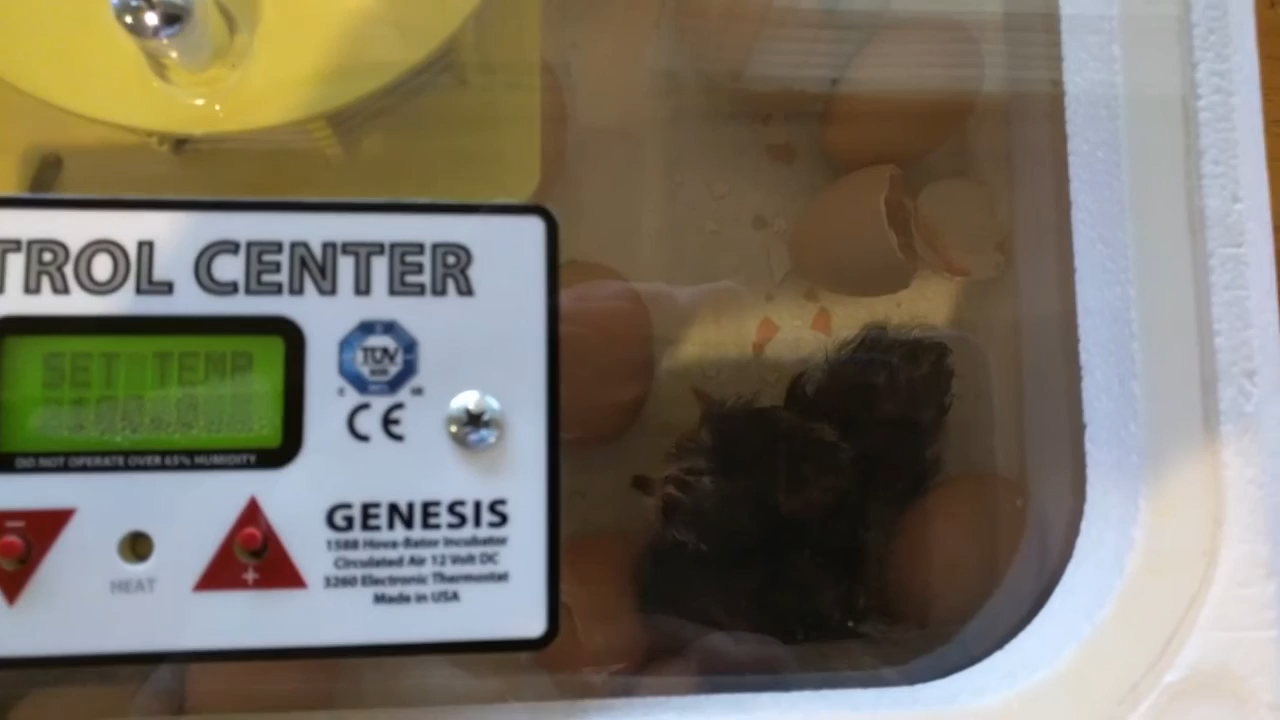 TROL CENTER
SET TEMP
TÜV
CE
DO NOT OPERATE OVER 65% HUMIDITY
GENESIS
1588 Hova-Bator Incubator
Circulated Air 12 Volt DC
3260 Electronic Thermostat
Made in USA
−
HEAT
+